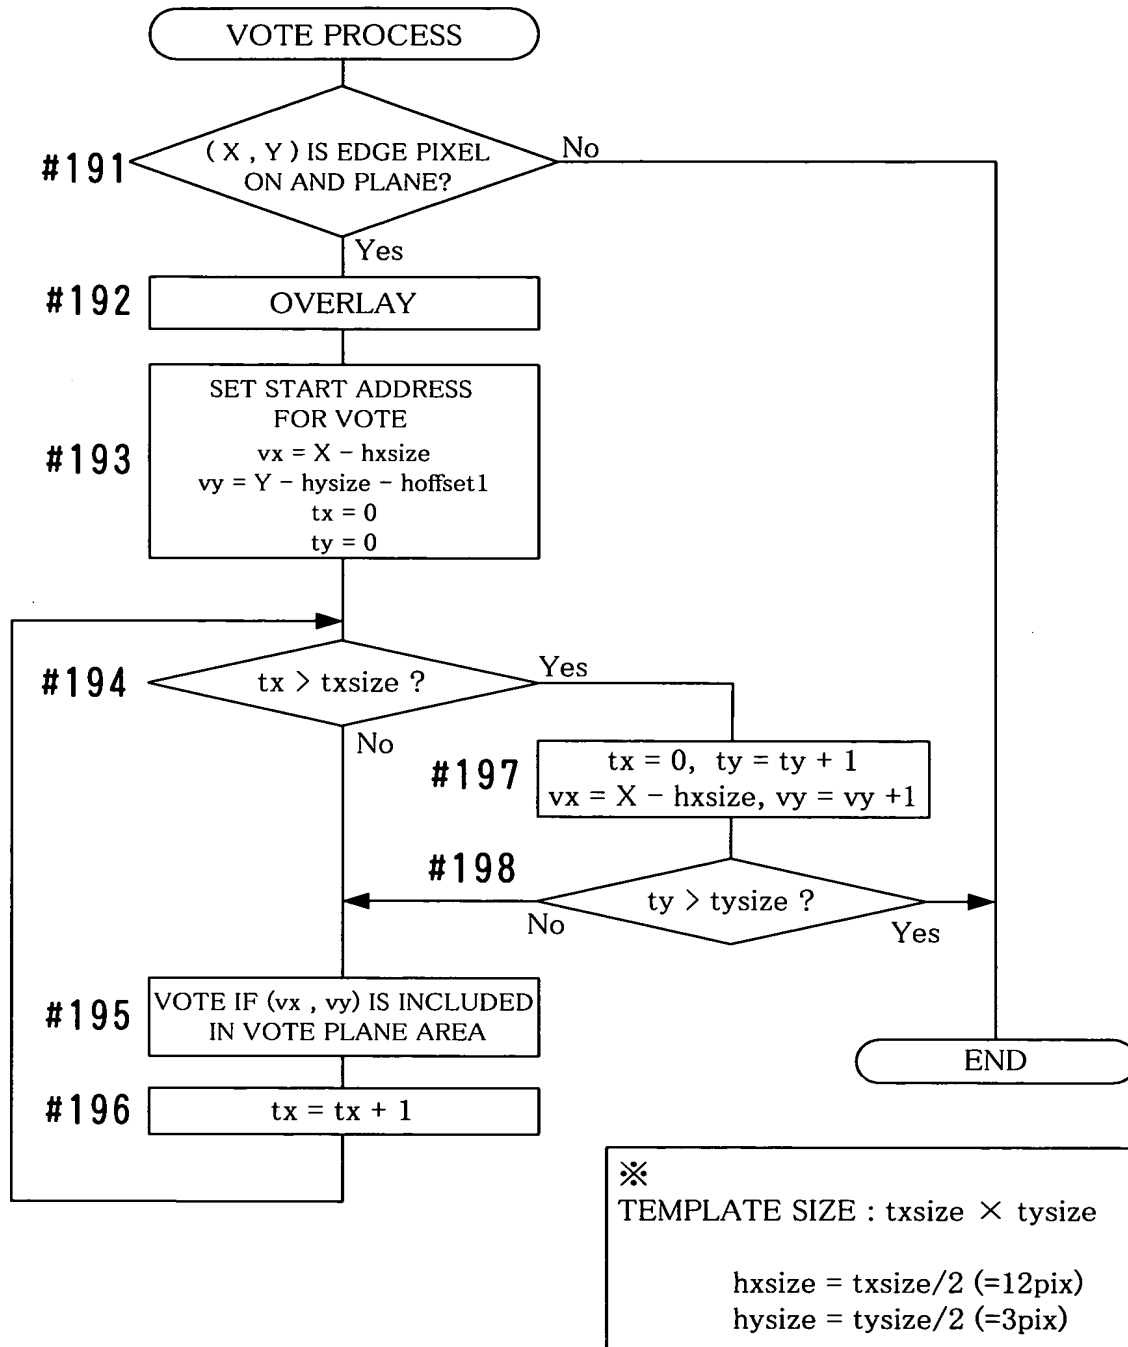 VOTE PROCESS
#191
( X , Y ) IS EDGE PIXEL
ON AND PLANE?
No
Yes
#192
OVERLAY
#193
SET START ADDRESS
FOR VOTE
vx = X − hxsize
vy = Y − hysize − hoffset1
tx = 0
ty = 0
#194
tx > txsize ?
Yes
No
#197
tx = 0, ty = ty + 1
vx = X − hxsize, vy = vy +1
#198
ty > tysize ?
No
Yes
#195
VOTE IF (vx , vy) IS INCLUDED
IN VOTE PLANE AREA
END
#196
tx = tx + 1
※
TEMPLATE SIZE : txsize × tysize
hxsize = txsize/2 (=12pix)
hysize = tysize/2 (=3pix)